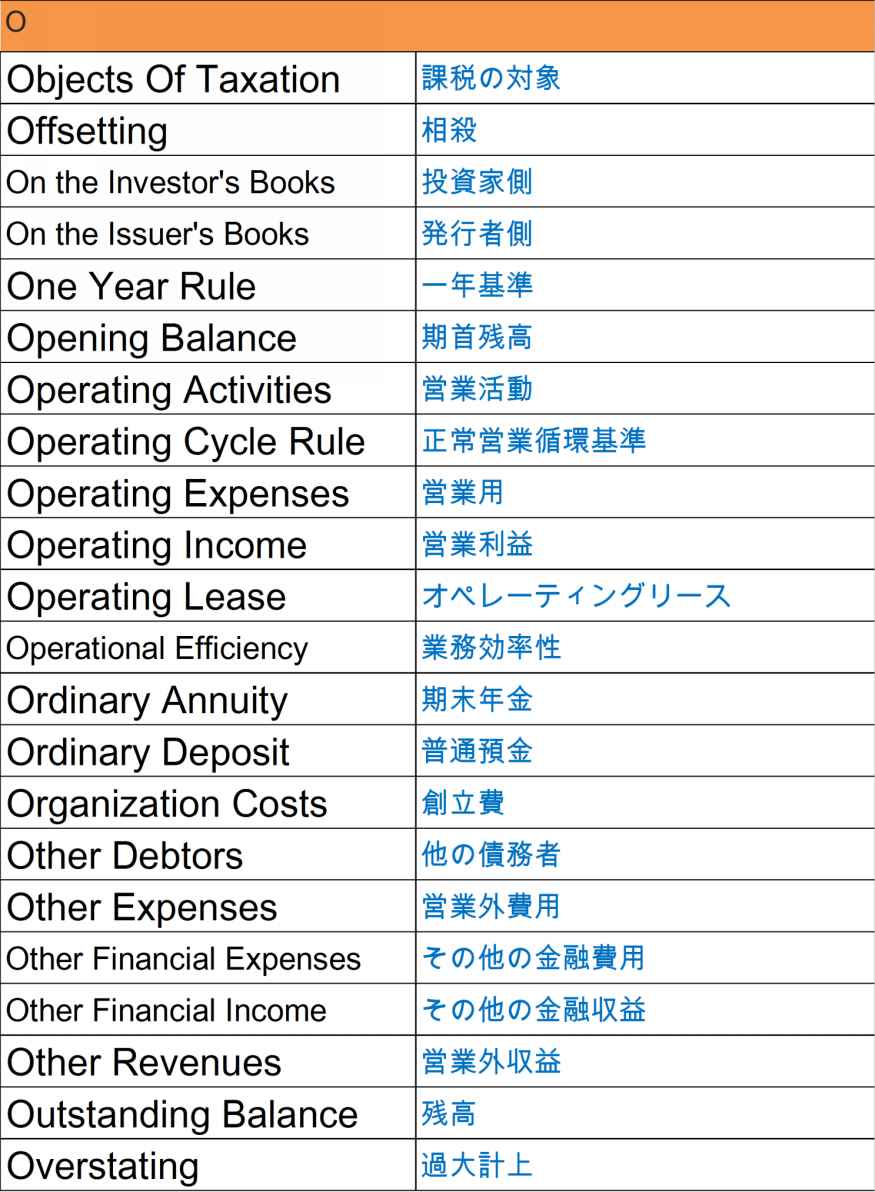 O
Objects Of Taxation 課税の対象
Offsetting 相殺
On the Investor's Books 投資家側
On the Issuer's Books 発行者側
One Year Rule 一年基準
Opening Balance 期首残高
Operating Activities 営業活動
Operating Cycle Rule 正常営業循環基準
Operating Expenses 営業用
Operating Income 営業利益
Operating Lease オペレーティングリース
Operational Efficiency 業務効率性
Ordinary Annuity 期末年金
Ordinary Deposit 普通預金
Organization Costs 創立費
Other Debtors 他の債務者
Other Expenses 営業外費用
Other Financial Expenses その他の金融費用
Other Financial Income その他の金融収益
Other Revenues 営業外収益
Outstanding Balance 残高
Overstating 過大計上